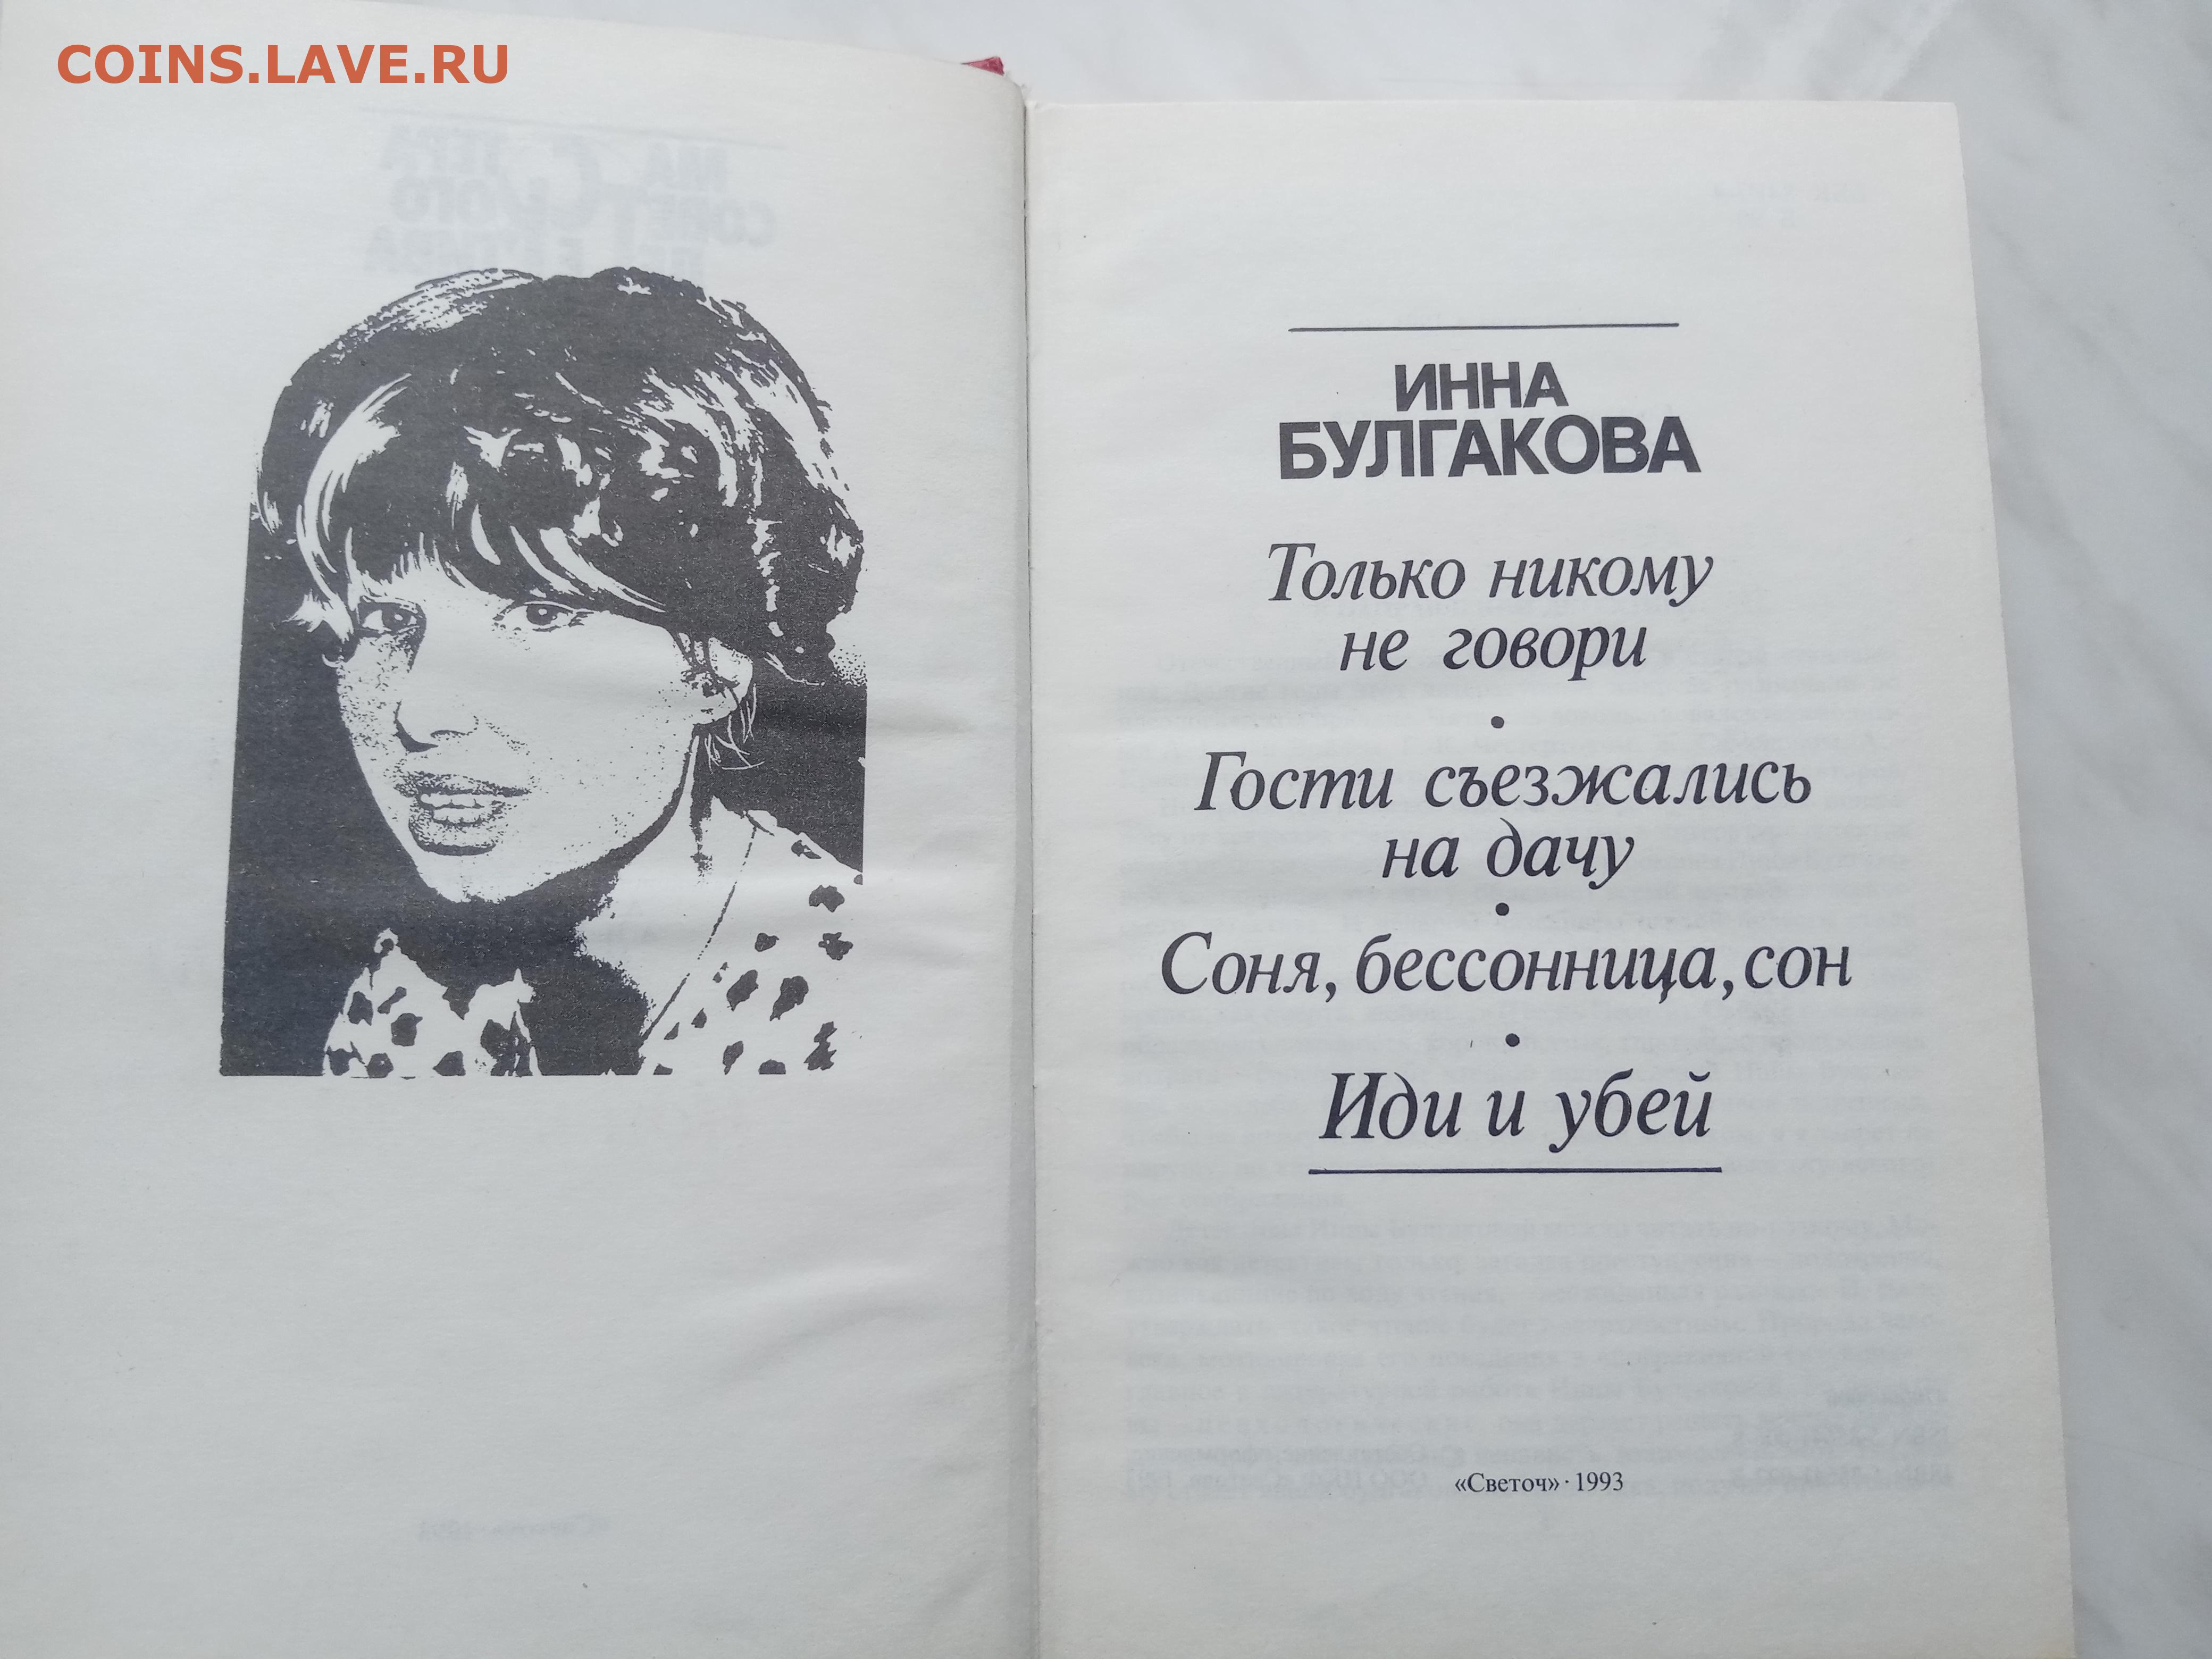 COINS.LAVE.RU
ИННА
БУЛГАКОВА
Только никому
не говори
•
Гости съезжались
на дачу
•
Соня, бессонница, сон
•
Иди и убей
«Светоч» · 1993